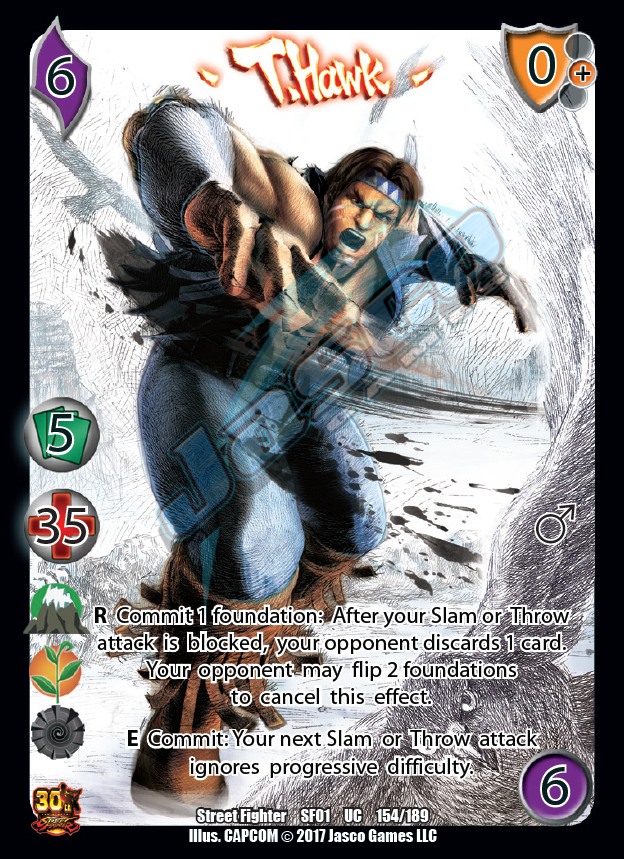 6
T.Hawk
0
+
5
35
R Commit 1 foundation: After your Slam or Throw
attack is blocked, your opponent discards 1 card.
Your opponent may flip 2 foundations
to cancel this effect.
E Commit: Your next Slam or Throw attack
ignores progressive difficulty.
6
30th
Street Fighter SF01 UC 154/189
Illus. CAPCOM © 2017 Jasco Games LLC